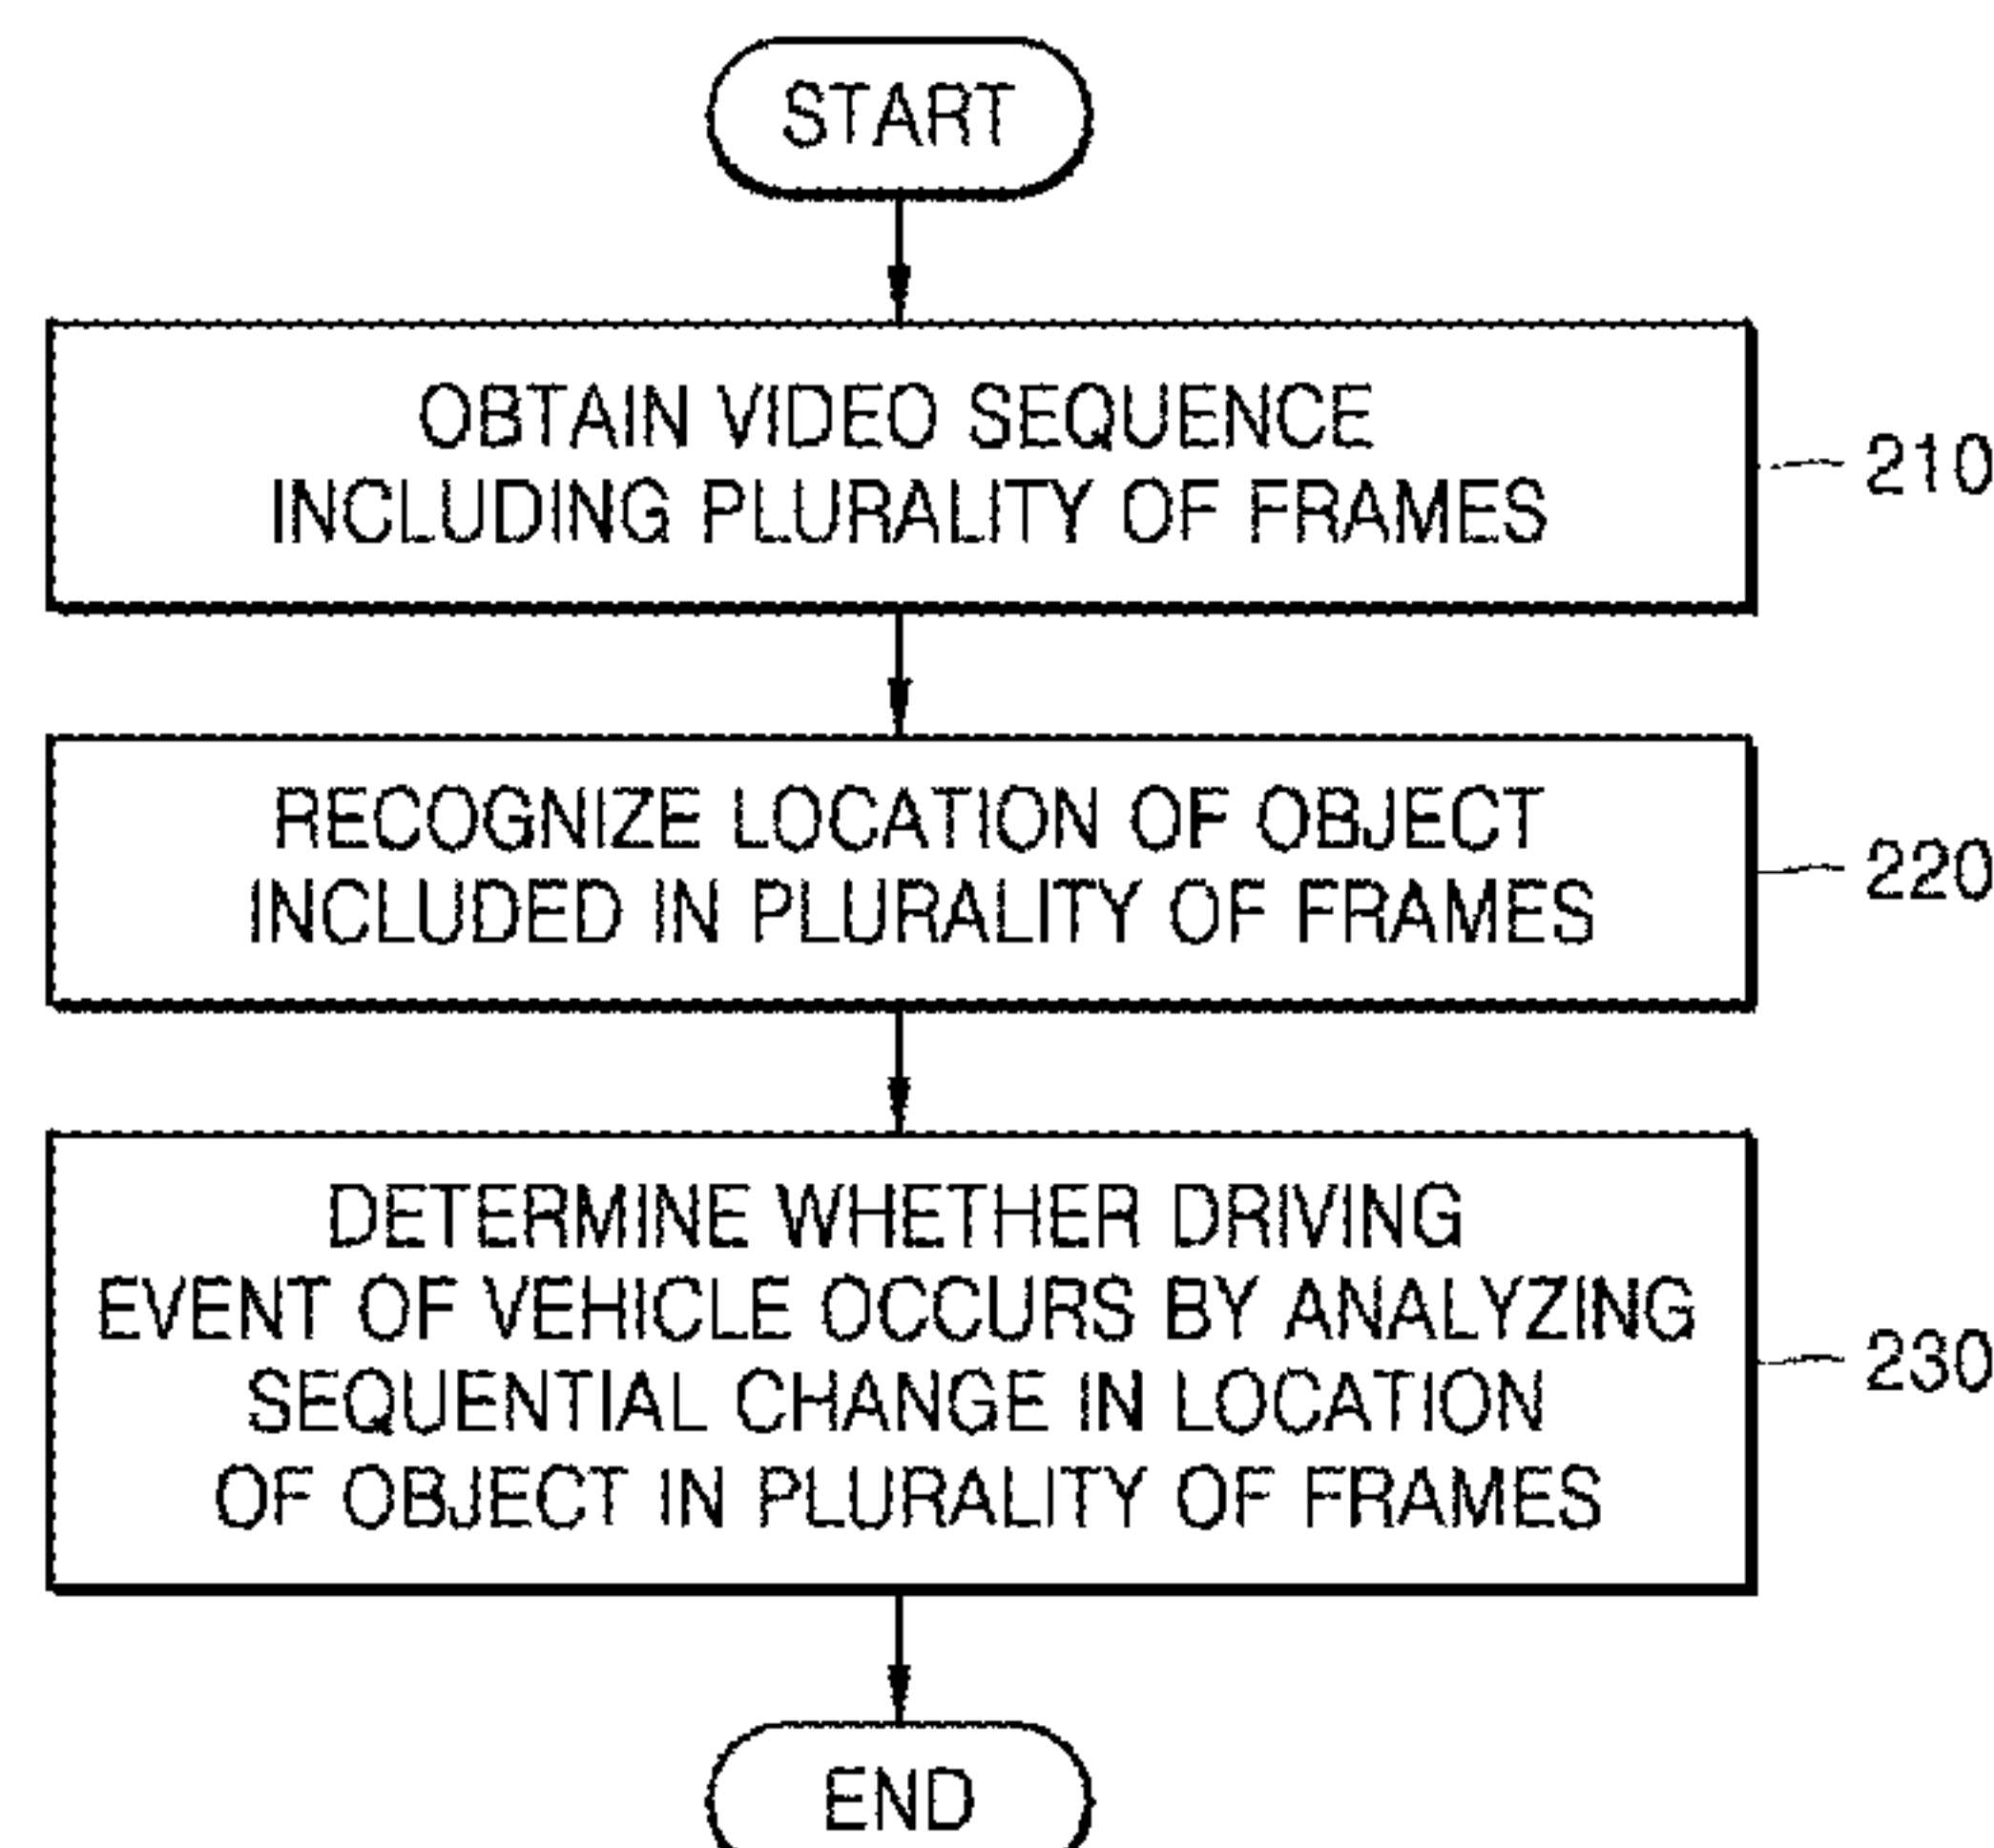 START
OBTAIN VIDEO SEQUENCE
INCLUDING PLURALITY OF FRAMES
210
RECOGNIZE LOCATION OF OBJECT
INCLUDED IN PLURALITY OF FRAMES
220
DETERMINE WHETHER DRIVING
EVENT OF VEHICLE OCCURS BY ANALYZING
SEQUENTIAL CHANGE IN LOCATION
OF OBJECT IN PLURALITY OF FRAMES
230
END